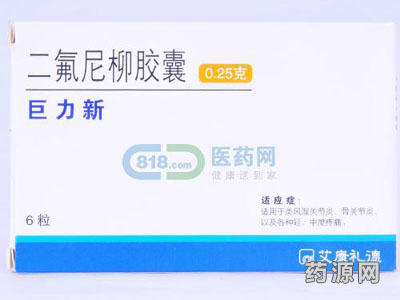 二氟尼柳胶囊 0.25克
巨力新
818.com 医药网
健康送到家
适应症：
适用于类风湿关节炎、骨关节炎、
以及各种轻、中度疼痛。
6粒
艾康礼德
药源网